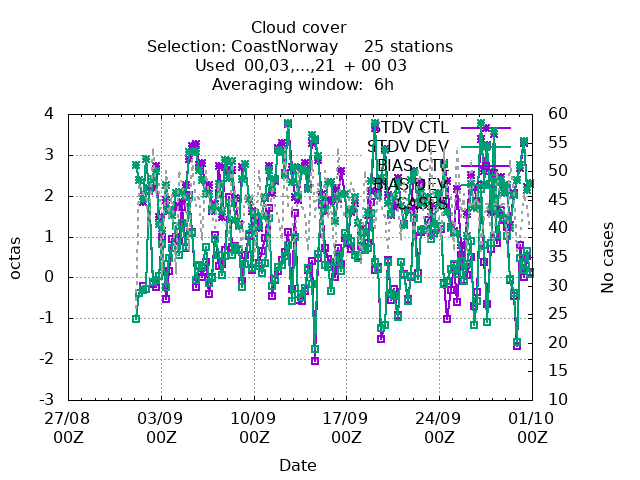 Cloud cover
Selection: CoastNorway 25 stations
Used 00,03,...,21 + 00 03
Averaging window: 6h
4
3
2
1
0
-1
-2
-3
octas
60
55
50
45
40
35
30
25
20
15
10
No cases
STDV CTL
STDV DEV
BIAS CTL
BIAS DEV
CASES
27/08 03/09 10/09 17/09 24/09 01/10
00Z 00Z 00Z 00Z 00Z 00Z
Date